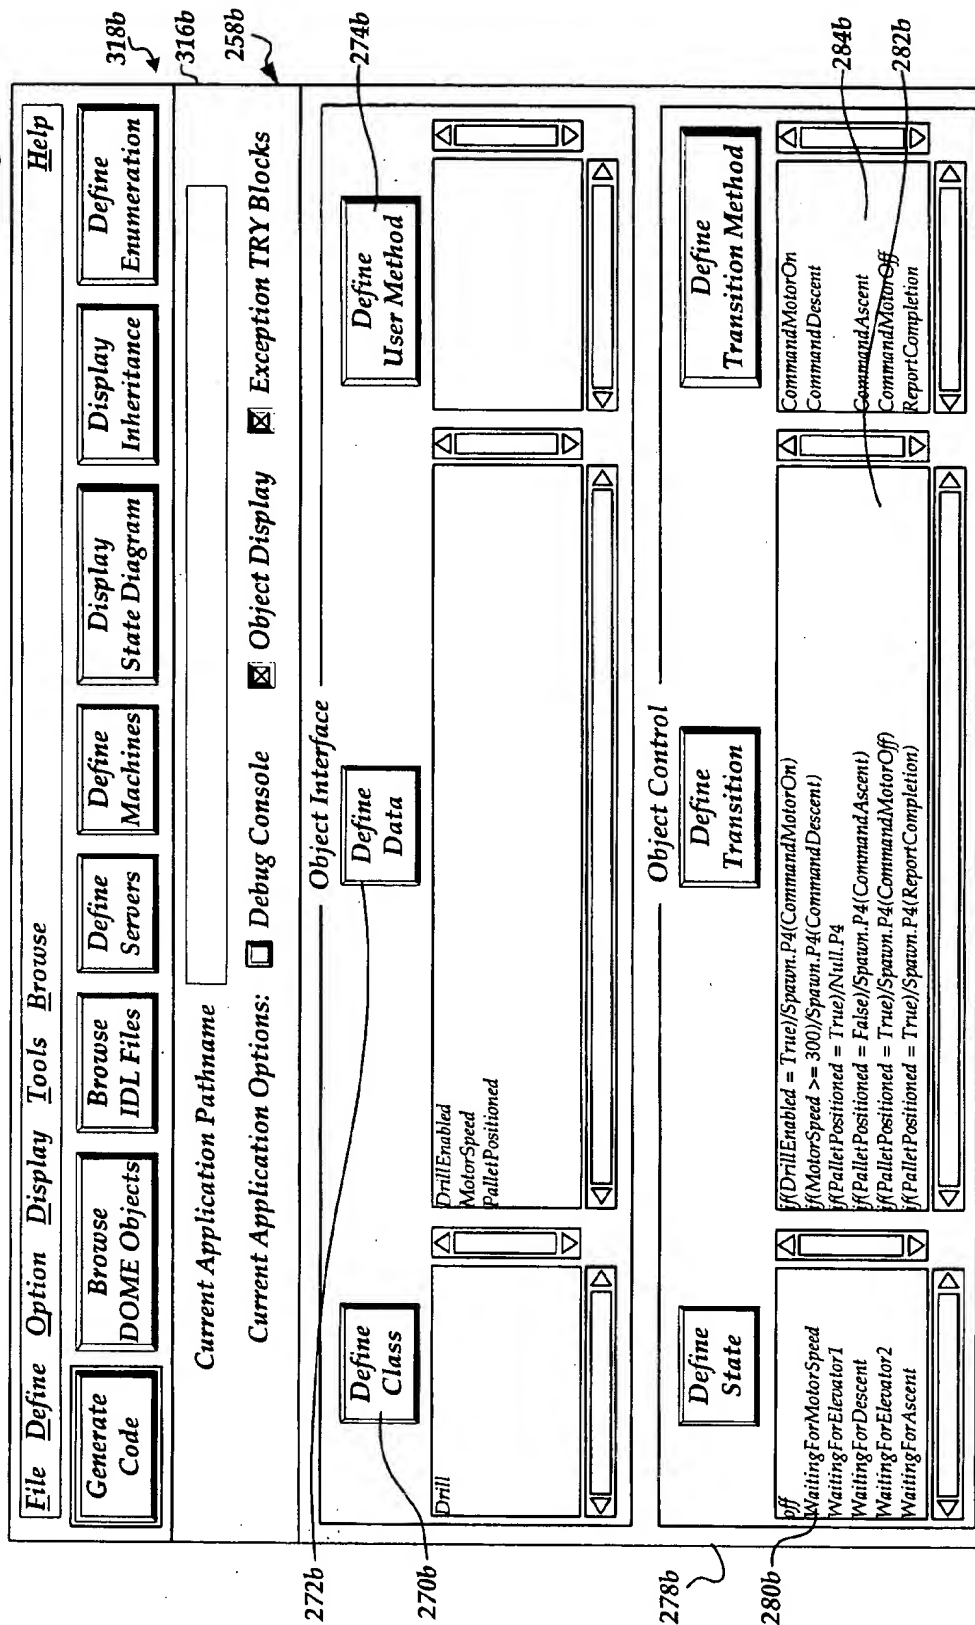 318b
316b
258b
File Define Option Display Tools Browse Help
Generate
Code
Browse
DOME Objects
Browse
IDL Files
Define
Servers
Define
Machines
Display
State Diagram
Display
Inheritance
Define
Enumeration
Current Application Pathname
Current Application Options:
Debug Console
Object Display
Exception TRY Blocks
272b
Object Interface
274b
Define
Class
Define
Data
Define
User Method
Drill
DrillEnabled
MotorSpeed
PalletPositioned
270b
278b
Object Control
Define
State
Define
Transition
Define
Transition Method
Off
WaitingForMotorSpeed
WaitingForElevator1
WaitingForDescent
WaitingForElevator2
WaitingForAscent
if(DrillEnabled = True)/Spawn.P4(CommandMotorOn)
if(MotorSpeed >= 300)/Spawn.P4(CommandDescent)
if(PalletPositioned = True)/Null.P4
if(PalletPositioned = False)/Spawn.P4(CommandAscent)
if(PalletPositioned = True)/Spawn.P4(CommandMotorOff)
if(PalletPositioned = True)/Spawn.P4(ReportCompletion)
CommandMotorOn
CommandDescent
CommandAscent
CommandMotorOff
ReportCompletion
280b
284b
282b